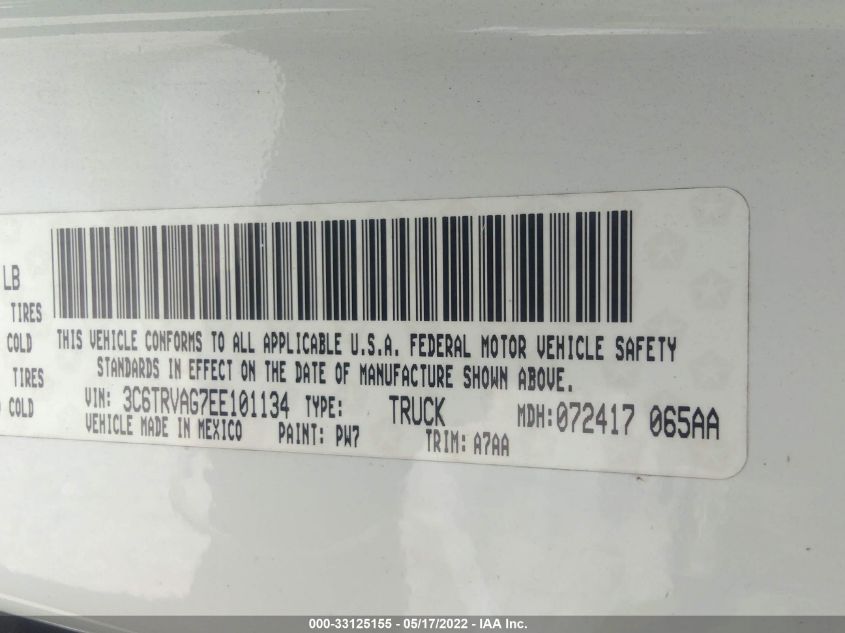 LB
TIRES
COLD
TIRES
COLD
THIS VEHICLE CONFORMS TO ALL APPLICABLE U.S.A. FEDERAL MOTOR VEHICLE SAFETY
STANDARDS IN EFFECT ON THE DATE OF MANUFACTURE SHOWN ABOVE.
VIN: 3C6TRVAG7EE101134 TYPE: TRUCK MDH:072417 065AA
VEHICLE MADE IN MEXICO PAINT: PW7 TRIM: A7AA
000-33125155 - 05/17/2022 - IAA Inc.